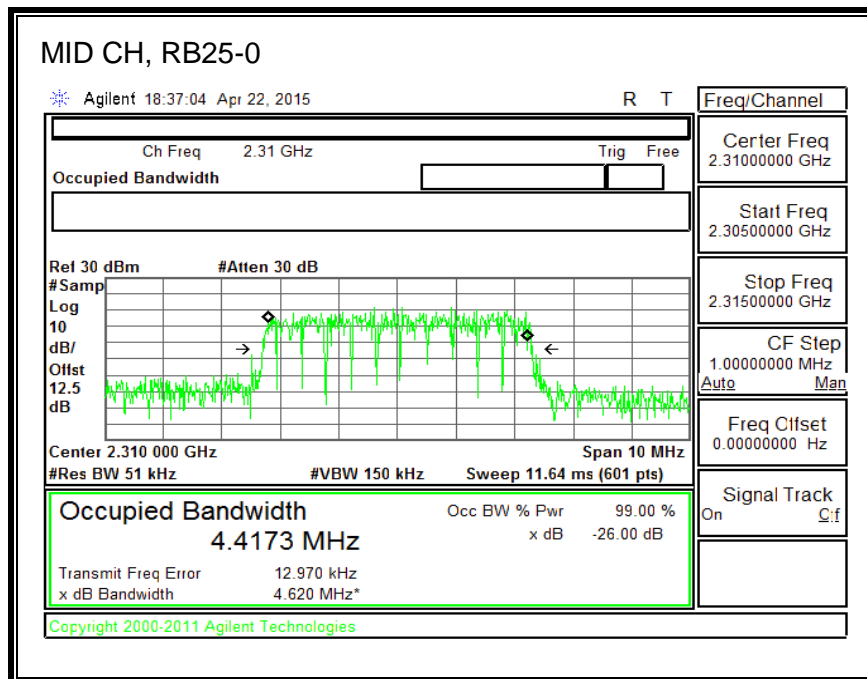 MID CH, RB25-0
Agilent 18:37:04 Apr 22, 2015 R T
Freq/Channel
Ch Freq 2.31 GHz Trig Free
Occupied Bandwidth
Center Freq
2.31000000 GHz
Start Freq
2.30500000 GHz
Stop Freq
2.31500000 GHz
CF Step
1.00000000 MHz
Auto Man
Freq Offset
0.00000000 Hz
Signal Track
On Off
Ref 30 dBm #Atten 30 dB
#Samp
Log
10
dB/
Offst
12.5
dB
Center 2.310 000 GHz Span 10 MHz
#Res BW 51 kHz #VBW 150 kHz Sweep 11.64 ms (601 pts)
Occupied Bandwidth
4.4173 MHz
Occ BW % Pwr 99.00 %
x dB -26.00 dB
Transmit Freq Error 12.970 kHz
x dB Bandwidth 4.620 MHz*
Copyright 2000-2011 Agilent Technologies